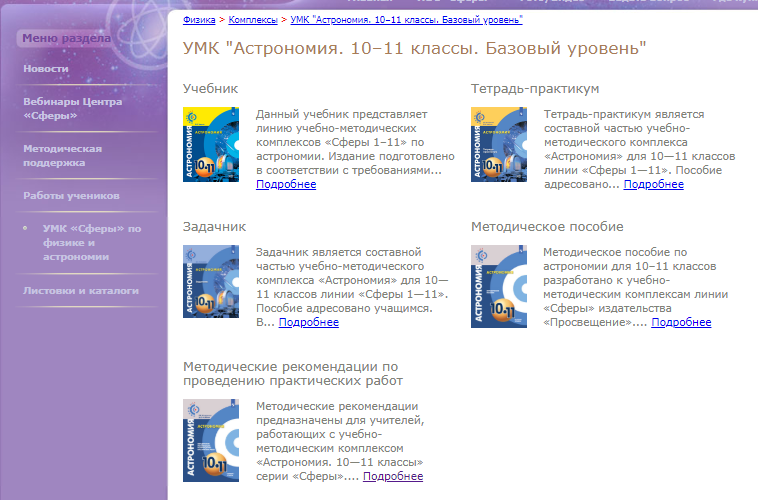 Меню раздела
Новости
Вебинары Центра
«Сферы»
Методическая
поддержка
Работы учеников
УМК «Сферы» по
физике и
астрономии
Листовки и каталоги
Физика > Комплексы > УМК "Астрономия. 10–11 классы. Базовый уровень"
УМК "Астрономия. 10–11 классы. Базовый уровень"
Учебник
АСТРОНОМИЯ
10-11
Данный учебник представляет
линию учебно-методических
комплексов «Сферы 1–11» по
астрономии. Издание подготовлено
в соответствии с требованиями...
Подробнее
Тетрадь-практикум
АСТРОНОМИЯ
10-11
Тетрадь-практикум является
составной частью учебно-
методического комплекса
«Астрономия» для 10—11 классов
линии «Сферы 1—11». Пособие
адресовано... Подробнее
Задачник
АСТРОНОМИЯ
10-11
Задачник является составной
частью учебно-методического
комплекса «Астрономия» для 10—
11 классов линии «Сферы 1—11».
Пособие адресовано учащимся.
В... Подробнее
Методическое пособие
АСТРОНОМИЯ
10-11
Методическое пособие по
астрономии для 10–11 классов
разработано к учебно-
методическим комплексам линии
«Сферы» издательства
«Просвещение».... Подробнее
Методические рекомендации по
проведению практических работ
АСТРОНОМИЯ
10-11
Методические рекомендации
предназначены для учителей,
работающих с учебно-
методическим комплексом
«Астрономия. 10—11 классы»
серии «Сферы».... Подробнее